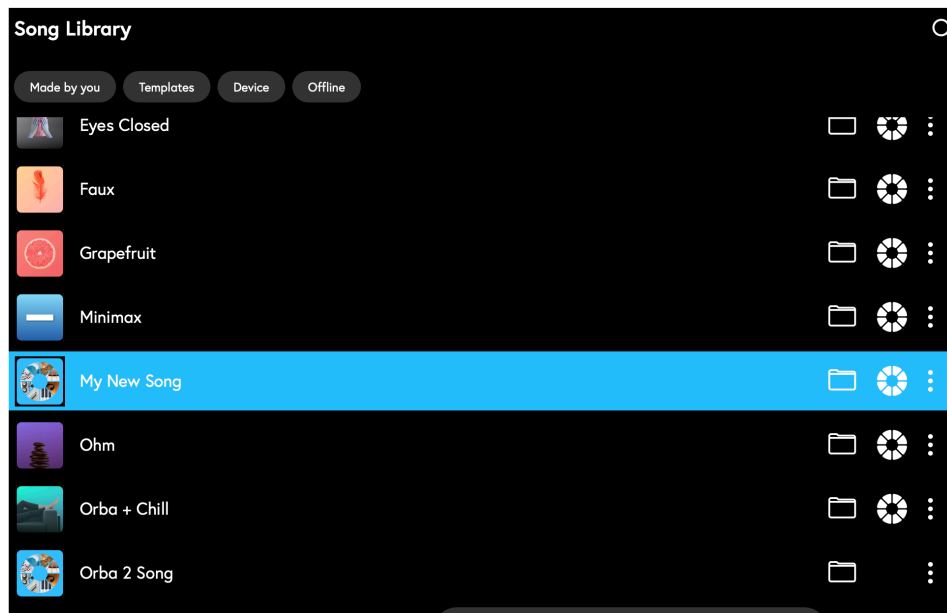 Song Library
Made by you Templates Device Offline
Eyes Closed
Faux
Grapefruit
Minimax
My New Song
Ohm
Orba + Chill
Orba 2 Song